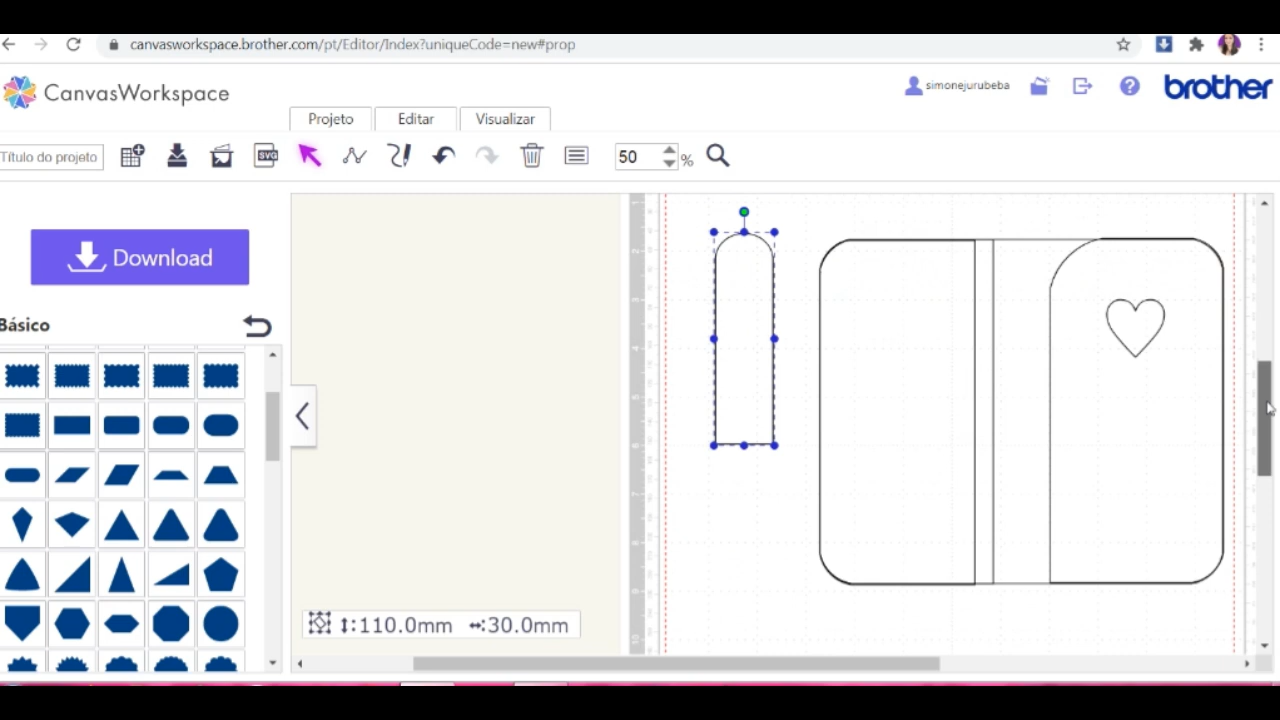 canvasworkspace.brother.com/pt/Editor/Index?uniqueCode=new#prop
CanvasWorkspace
simonejurubeba
brother
Projeto
Editar
Visualizar
Título do projeto
SVG
50
%
Download
Básico
110.0mm
30.0mm